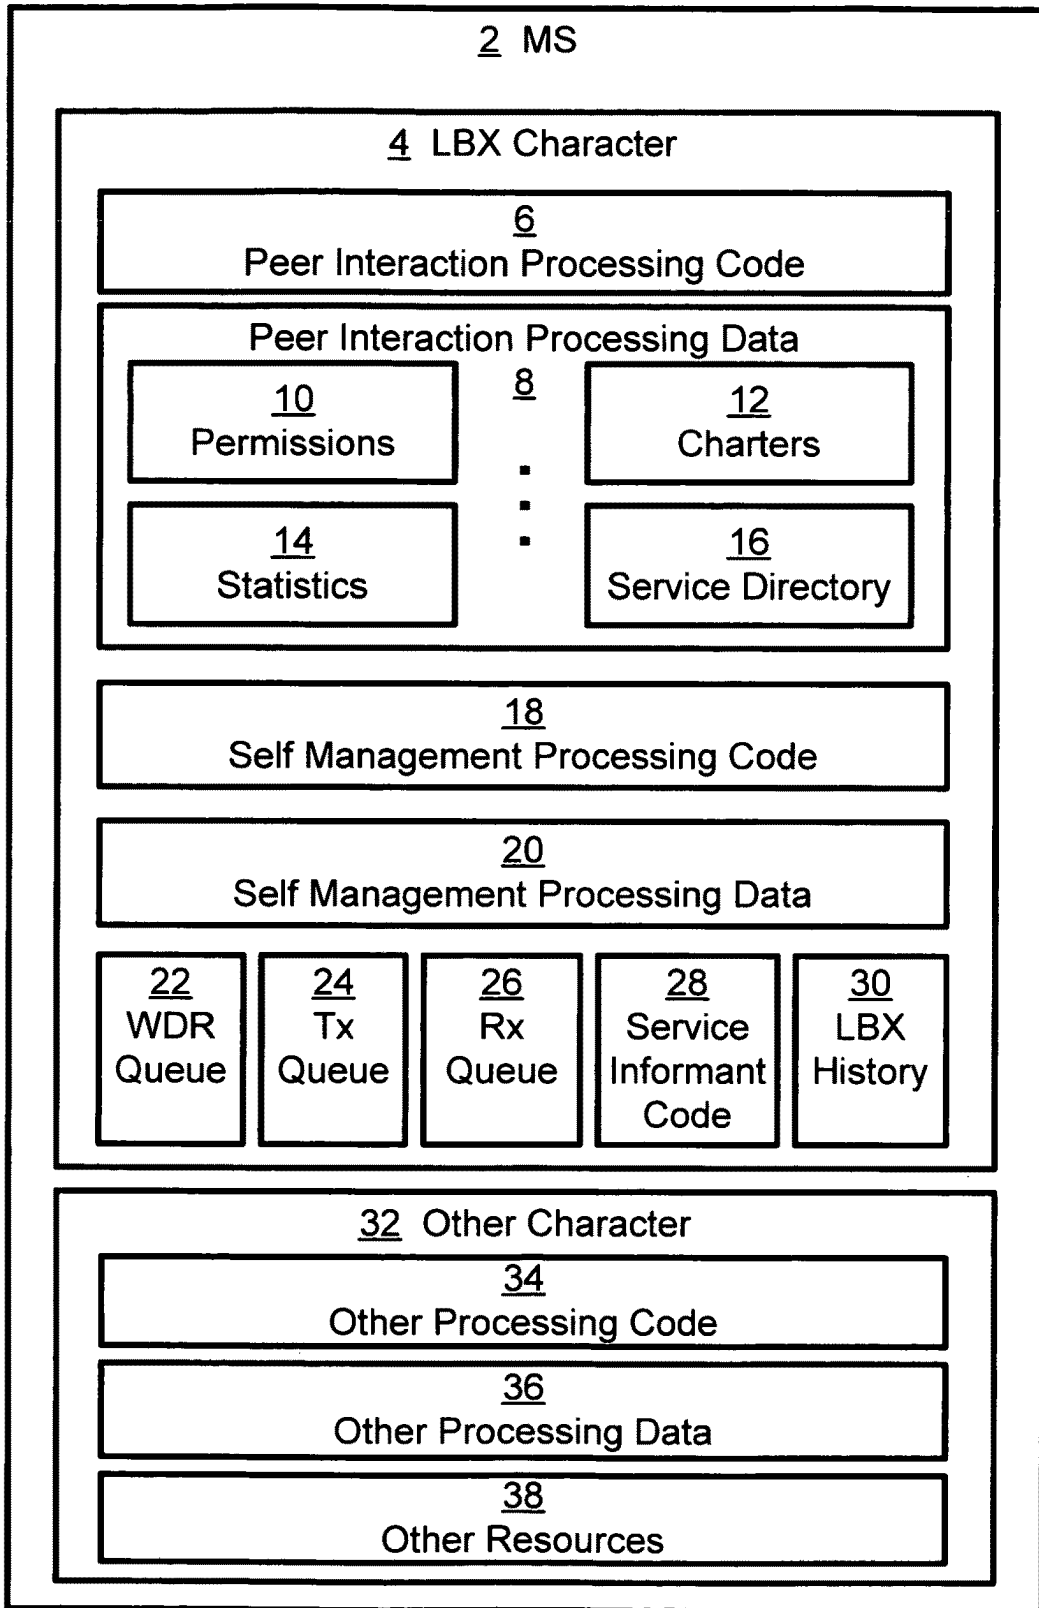 2 MS
4 LBX Character
6
Peer Interaction Processing Code
Peer Interaction Processing Data
8
10
Permissions
12
Charters
14
Statistics
16
Service Directory
18
Self Management Processing Code
20
Self Management Processing Data
22
WDR
Queue
24
Tx
Queue
26
Rx
Queue
28
Service
Informant
Code
30
LBX
History
32 Other Character
34
Other Processing Code
36
Other Processing Data
38
Other Resources